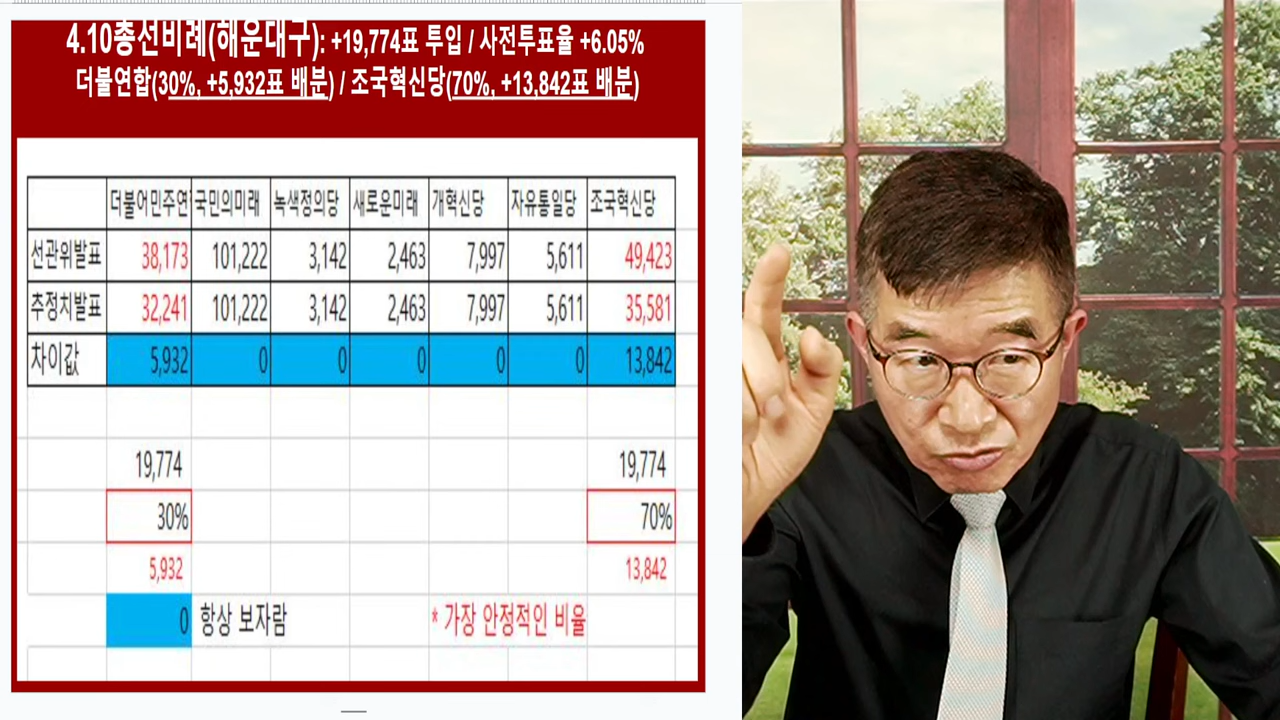 4.10총선비례(해운대구): +19,774표 투입 / 사전투표율 +6.05%
더불연합(30%, +5,932표 배분) / 조국혁신당(70%, +13,842표 배분)
더불어민주연 국민의미래 녹색정의당 새로운미래 개혁신당 자유통일당 조국혁신당
선관위발표 38,173 101,222 3,142 2,463 7,997 5,611 49,423
추정치발표 32,241 101,222 3,142 2,463 7,997 5,611 35,581
차이값 5,932 0 0 0 0 0 13,842
19,774 19,774
30% 70%
5,932 13,842
0 항상 보자람 * 가장 안정적인 비율